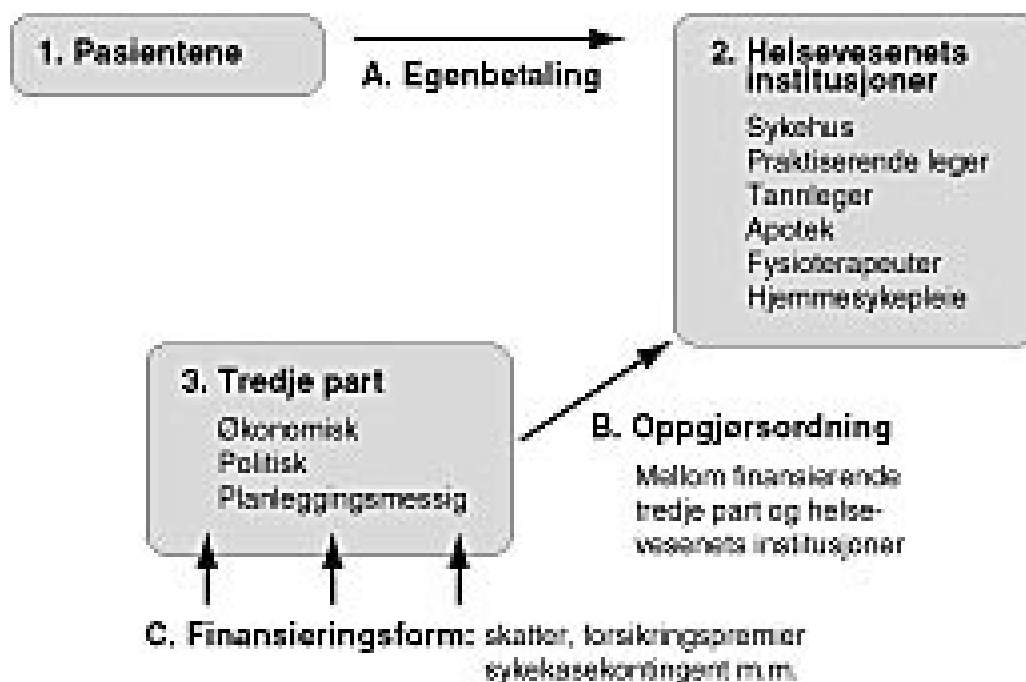 1. Pasientene
A. Egenbetaling
2. Helsevesenets
institusjoner
Sykehus
Praktiserende leger
Tannleger
Apotek
Fysioterapeuter
Hjemmesykepleie
3. Tredje part
Økonomisk
Politisk
Planleggingsmessig
B. Oppgjørsordning
Mellom finansierende
tredje part og helse-
vesenets institusjoner
C. Finansieringsform: skatter, forsikringspremier
sykekasekontingent m.m.